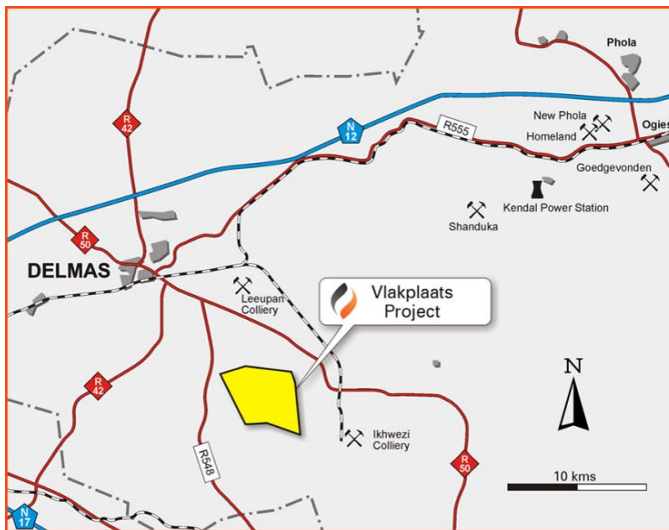 Phola
R
42
N
12
R555
New Phola
Homeland
Ogies
Goedgevonden
Kendal Power Station
Shanduka
R
50
DELMAS
Leeupan
Colliery
Vlakplaats
Project
N
R
42
R548
Ikhwezi
Colliery
R
50
10 kms
N
17